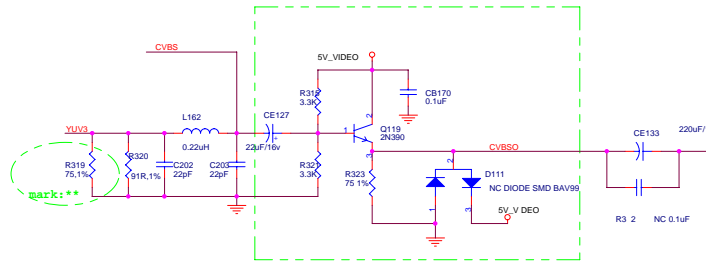 CVBS
5V_VIDEO
R318
3.3K
CB170
0.1uF
L162
CE127
2
YUV3
1
Q119
2N390
0.22uH
22uF/16v
3
CVBSO
CE133
220uF/
R319
75,1%
R320
91R,1%
C202
22pF
C203
22pF
R321
3.3K
R323
75 1%
2
D111
NC DIODE SMD BAV99
mark:**
1
3
5V_V DEO
R3 2
NC 0.1uF